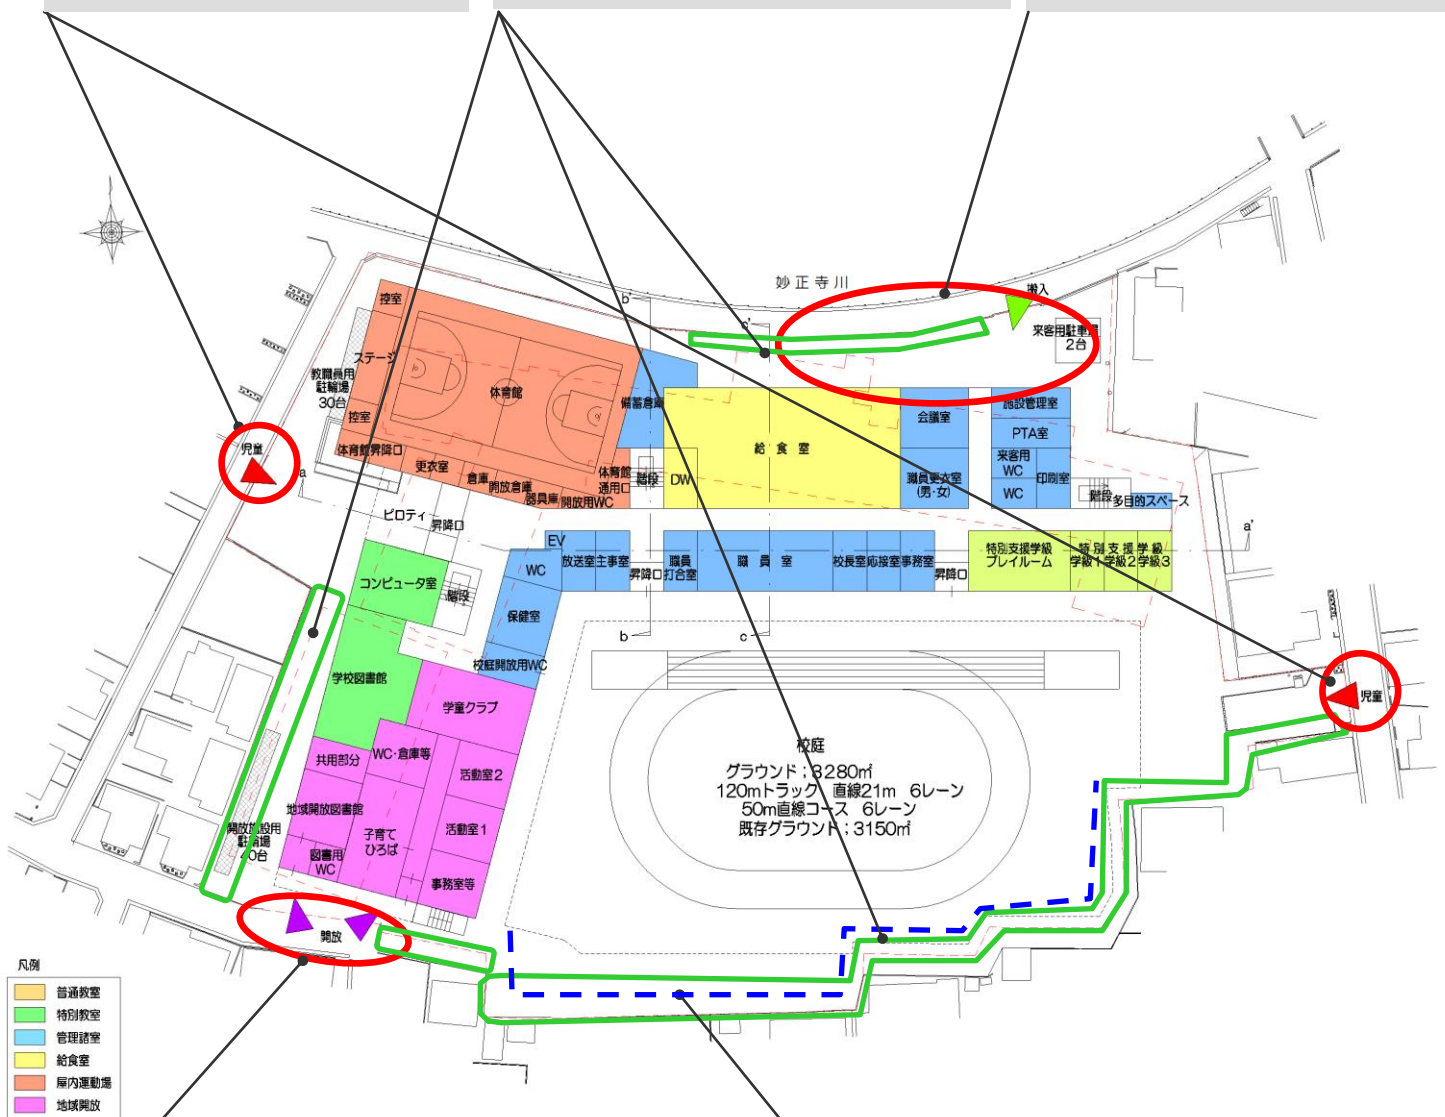 妙正寺川
b'
c'
搬入
来客用駐車場
2台
控室
ステージ
教職員用
駐輪場
30台
体育館
控室
体育館昇降口
更衣室
倉庫
開放倉庫
器具庫
開放用WC
体育館
通用口
備蓄倉庫
階段
DW
給食室
会議室
職員更衣室
(男・女)
施設管理室
PTA室
来客用
WC
WC
印刷室
階段
多目的スペース
児童
a
a'
ピロティ
昇降口
EV
WC
放送室
主事室
昇降口
職員
打合室
職員室
校長室
応接室
事務室
昇降口
特別支援学級
プレイルーム
特別支援学級
学級1
学級2
学級3
コンピュータ室
階段
保健室
校庭開放用WC
b
c
学校図書館
学童クラブ
児童
共用部分
WC・倉庫等
活動室2
地域開放図書館
子育て
ひろば
活動室1
図書用
WC
事務室等
開放施設用
駐輪場
40台
開放
校庭
グラウンド：3280㎡
120mトラック 直線21m 6レーン
50m直線コース 6レーン
既存グラウンド：3150㎡
凡例
普通教室
特別教室
管理諸室
給食室
屋内運動場
地域開放